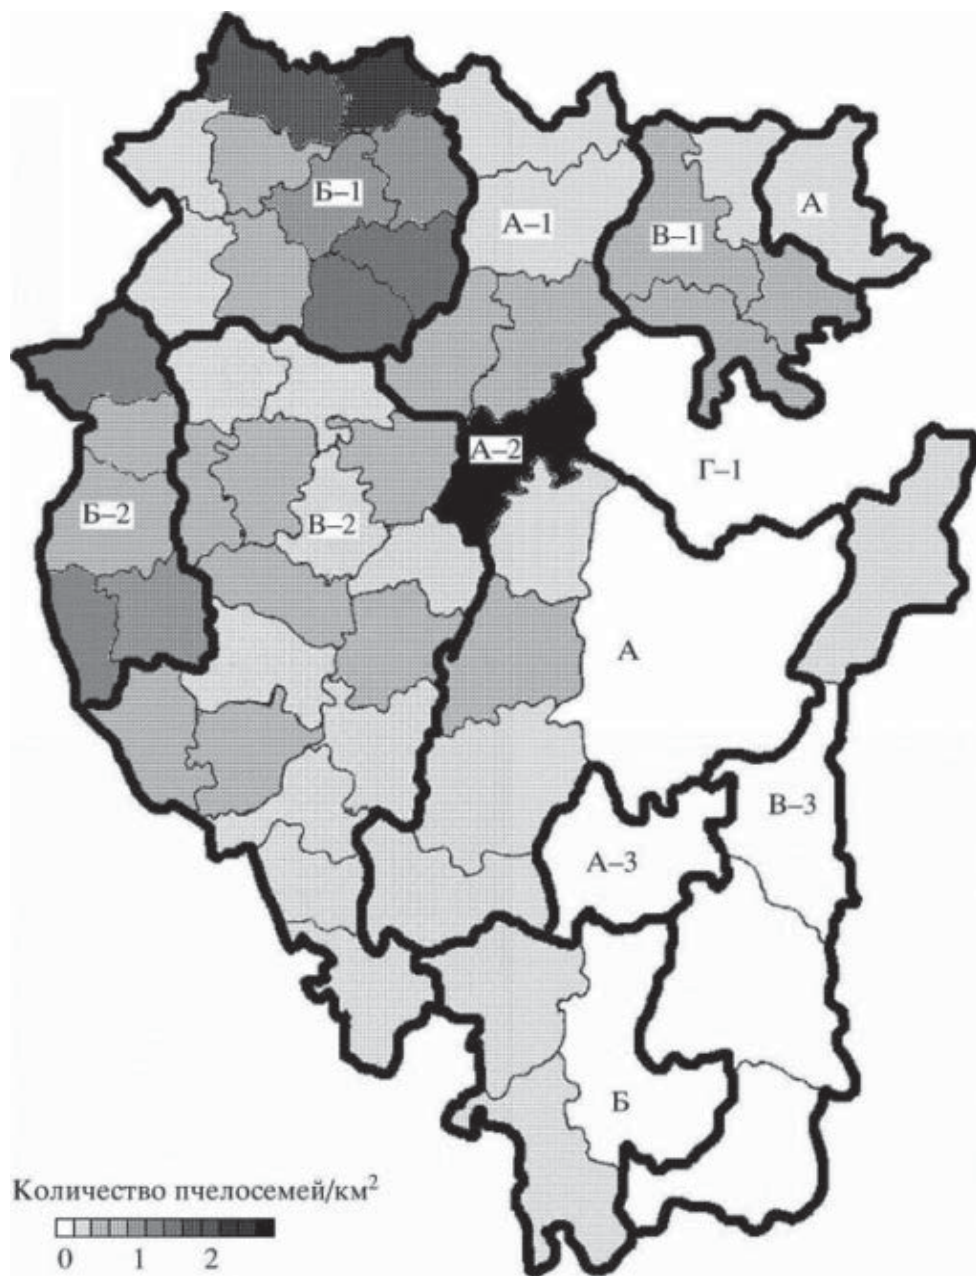 Б–1
А–1
В–1
А
А–2
Г–1
Б–2
В–2
А
В–3
А–3
Б
Количество пчелосемей/км²
0 1 2